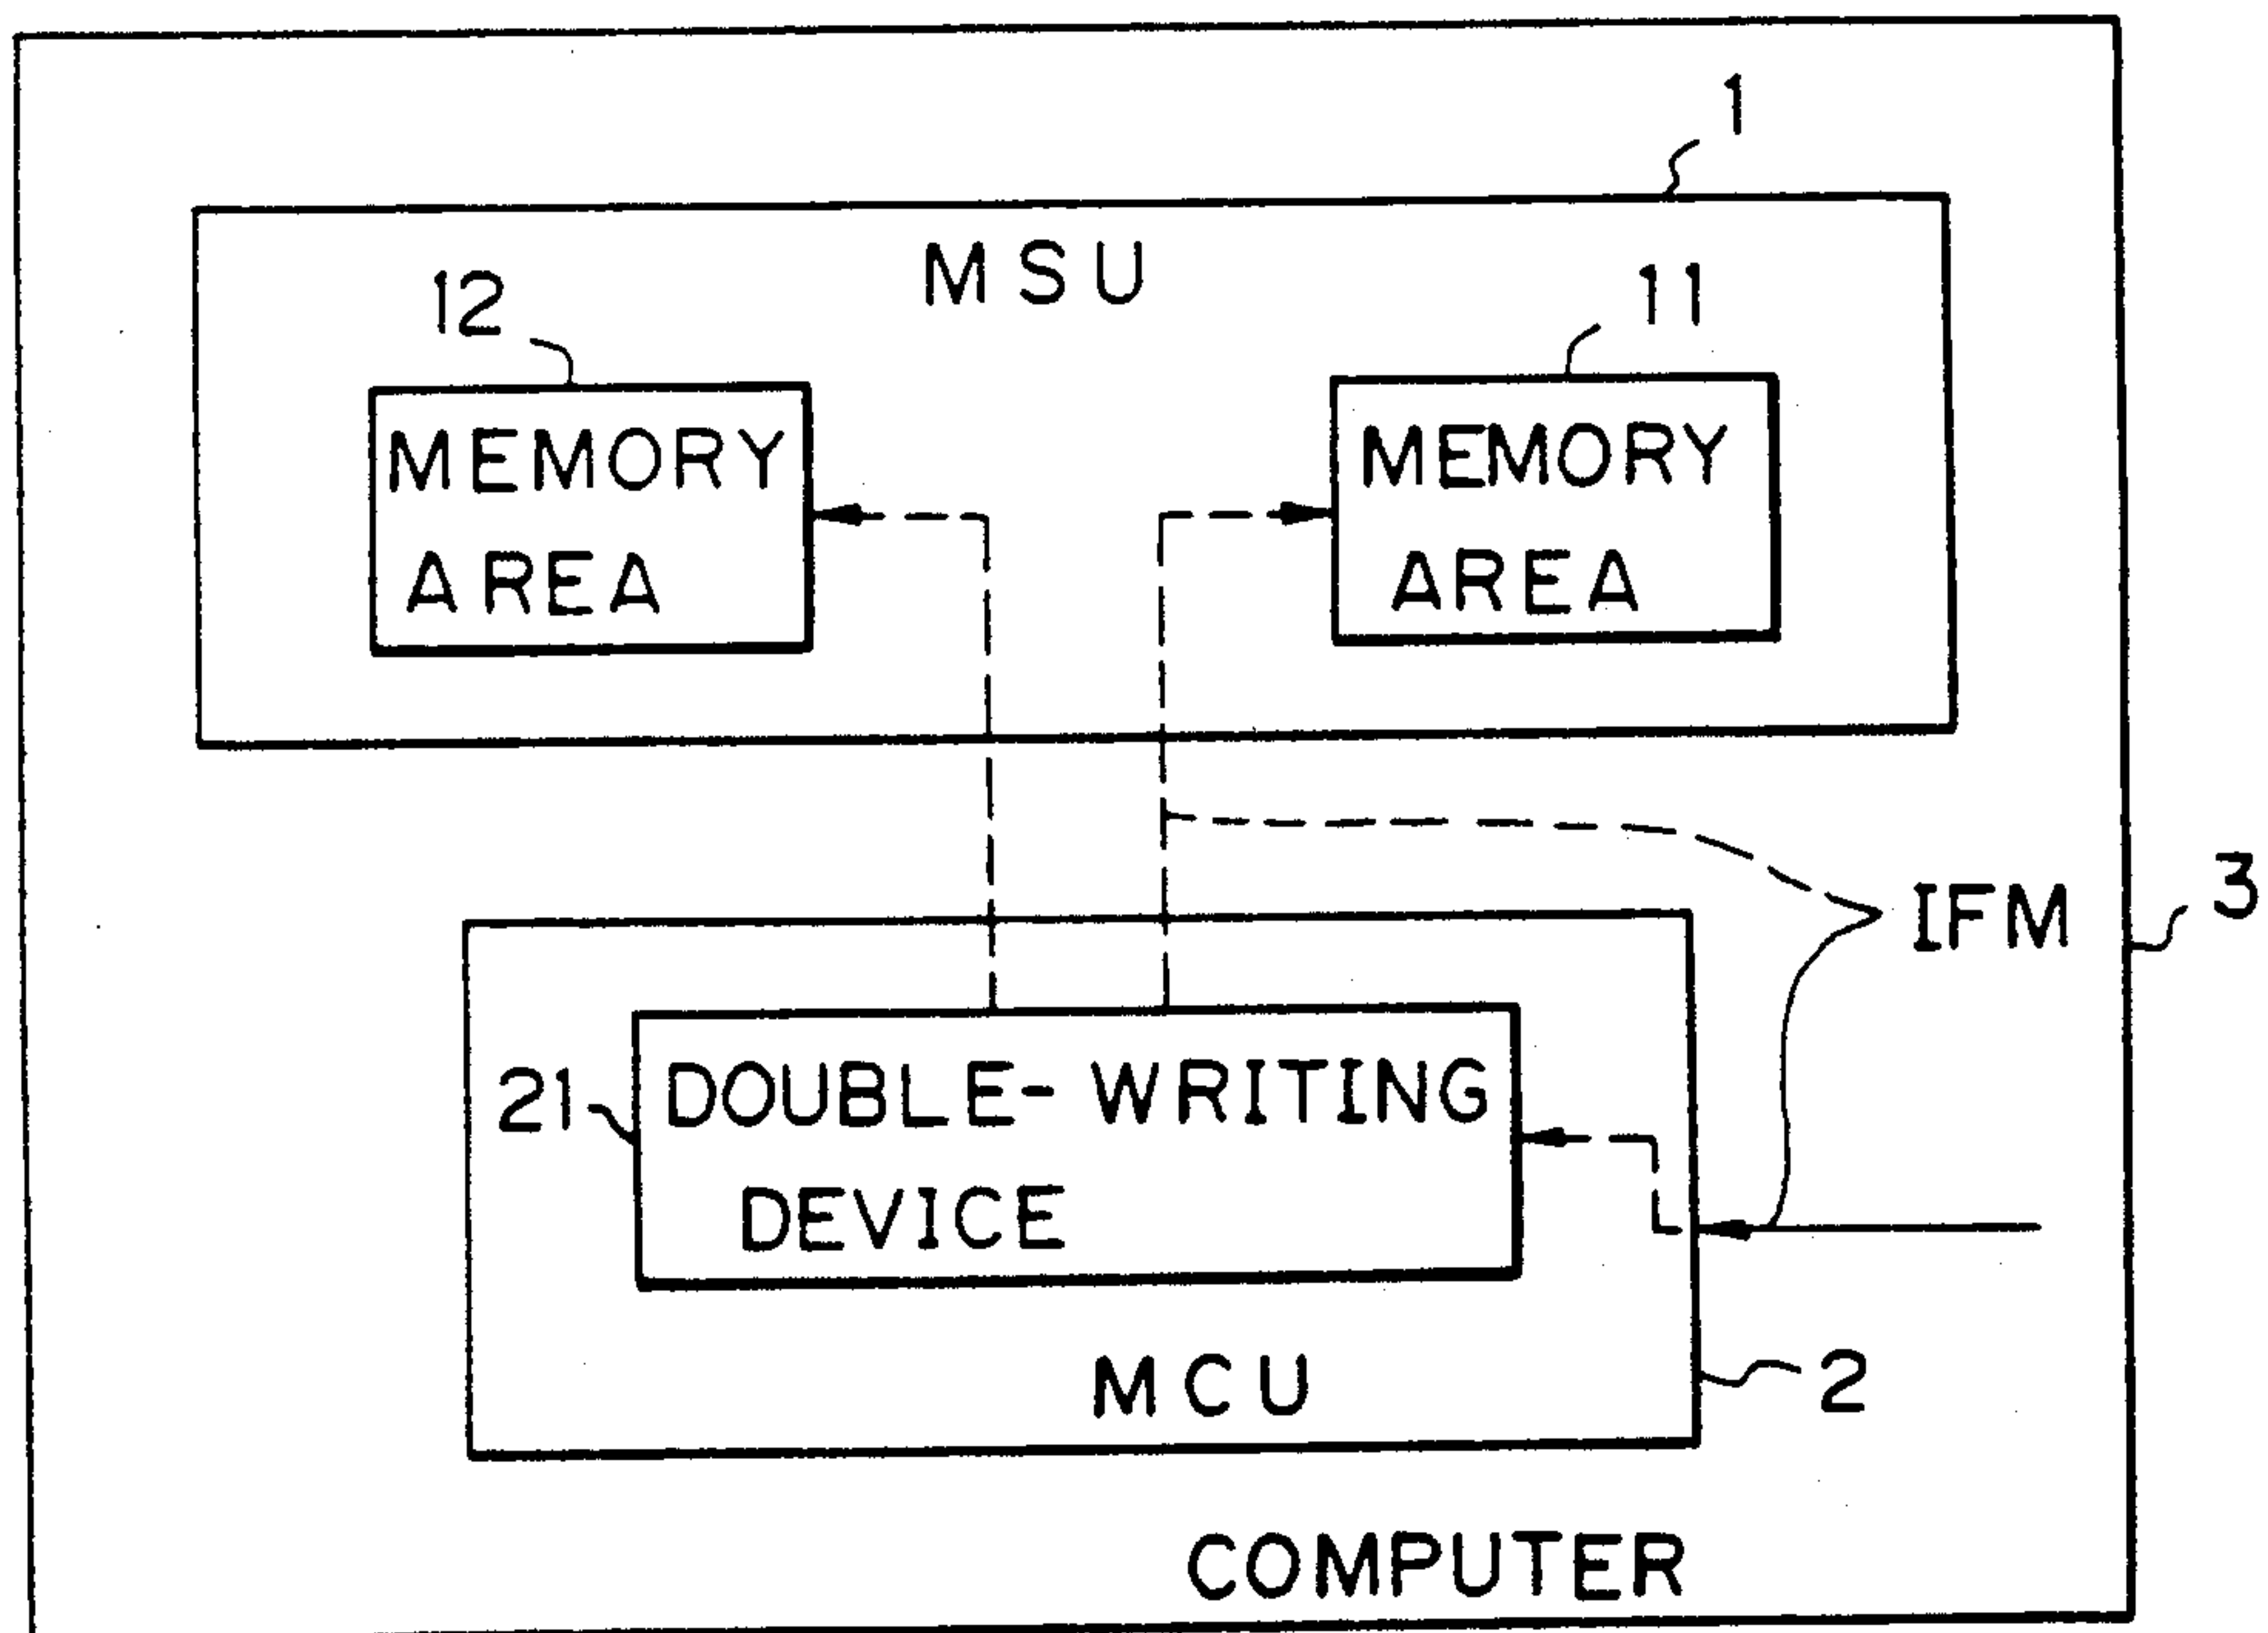 1
MSU
12
11
MEMORY
AREA
MEMORY
AREA
IFM
3
21
DOUBLE-WRITING
DEVICE
MCU
2
COMPUTER